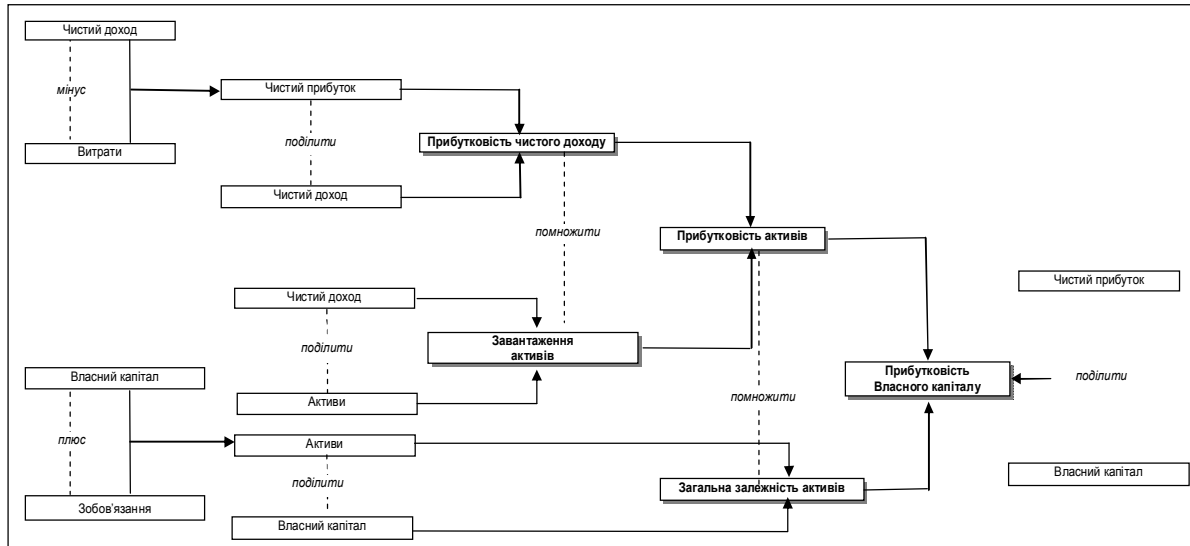 Чистий доход
мінус
Витрати
Чистий прибуток
поділити
Чистий доход
Прибутковість чистого доходу
помножити
Прибутковість активів
Чистий доход
поділити
Активи
Завантаження
активів
Чистий прибуток
Власний капітал
плюс
Зобов'язання
Активи
поділити
Власний капітал
помножити
Загальна залежність активів
Прибутковість
Власного капіталу
поділити
Власний капітал